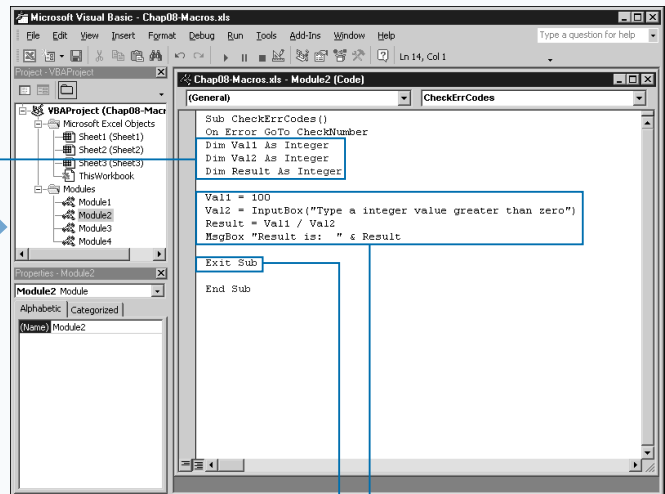 Microsoft Visual Basic - Chap08-Macros.xls
File Edit View Insert Format Debug Run Tools Add-Ins Window Help
Type a question for help
Ln 14, Col 1
Project - VBAProject
VBAProject (Chap08-Macr
Microsoft Excel Objects
Sheet1 (Sheet1)
Sheet2 (Sheet2)
Sheet3 (Sheet3)
ThisWorkbook
Modules
Module1
Module2
Module3
Module4
Properties - Module2
Module2 Module
Alphabetic Categorized
(Name) Module2
Chap08-Macros.xls - Module2 (Code)
(General) CheckErrCodes
Sub CheckErrCodes()
On Error GoTo CheckNumber
Dim Val1 As Integer
Dim Val2 As Integer
Dim Result As Integer
Val1 = 100
Val2 = InputBox("Type a integer value greater than zero")
Result = Val1 / Val2
MsgBox "Result is:  " & Result
Exit Sub
End Sub